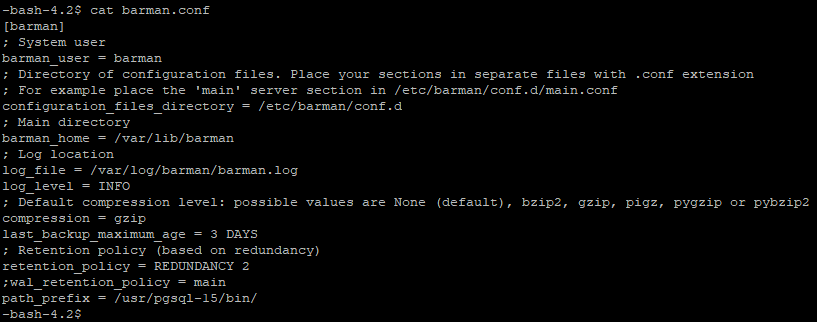 -bash-4.2$ cat barman.conf
[barman]
; System user
barman_user = barman
; Directory of configuration files. Place your sections in separate files with .conf extension
; For example place the 'main' server section in /etc/barman/conf.d/main.conf
configuration_files_directory = /etc/barman/conf.d
; Main directory
barman_home = /var/lib/barman
; Log location
log_file = /var/log/barman/barman.log
log_level = INFO
; Default compression level: possible values are None (default), bzip2, gzip, pigz, pygzip or pybzip2
compression = gzip
last_backup_maximum_age = 3 DAYS
; Retention policy (based on redundancy)
retention_policy = REDUNDANCY 2
;wal_retention_policy = main
path_prefix = /usr/pgsql-15/bin/
-bash-4.2$